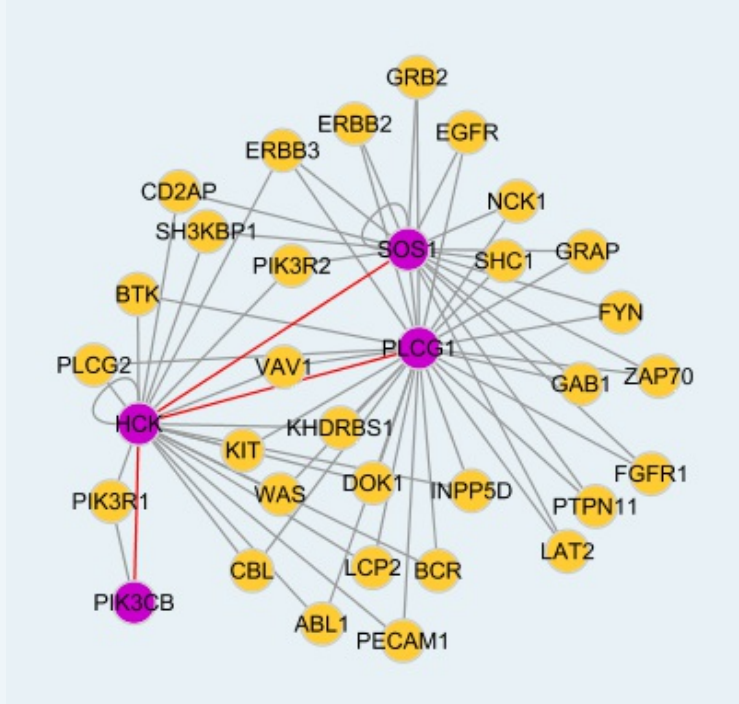 GRB2
ERBB2
EGFR
ERBB3
CD2AP
NCK1
SH3KBP1
SOS1
PIK3R2
SHC1
GRAP
BTK
FYN
PLCG1
PLCG2
VAV1
GAB1
ZAP70
HCK
KHDRBS1
KIT
FGFR1
DOK1
INPP5D
WAS
PIK3R1
PTPN11
LAT2
CBL
LCP2
BCR
PIK3CB
ABL1
PECAM1